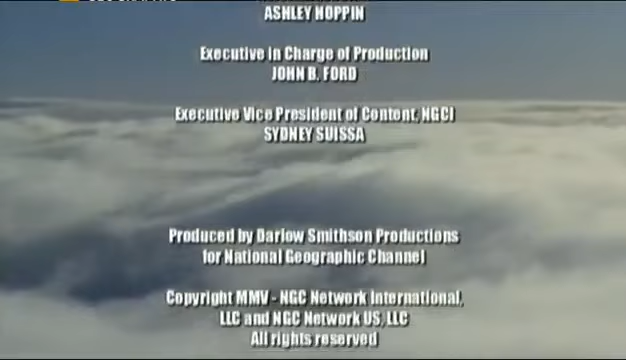 ASHLEY HOPPIN
Executive in Charge of Production
JOHN B. FORD
Executive Vice President of Content, NGCI
SYDNEY SUISSA
Produced by Darlow Smithson Productions
for National Geographic Channel
Copyright MMV - NGC Network International,
LLC and NGC Network US, LLC
All rights reserved